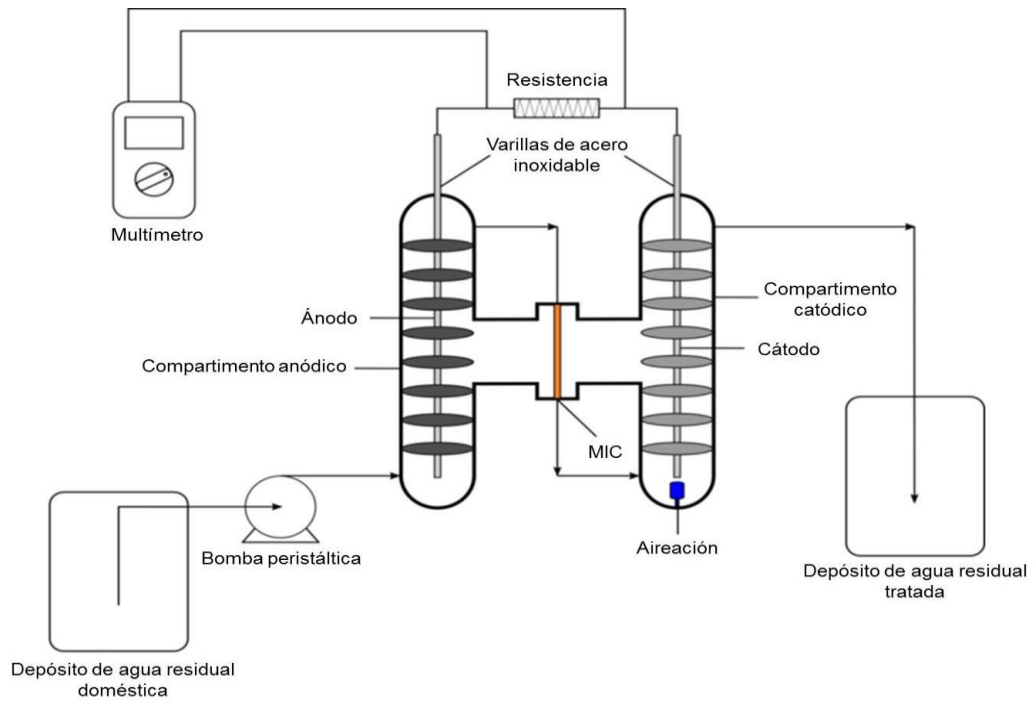 Resistencia
Varillas de acero
inoxidable
Multímetro
Compartimento
catódico
Ánodo
Cátodo
Compartimento anódico
MIC
Aireación
Bomba peristáltica
Depósito de agua residual
tratada
Depósito de agua residual
doméstica